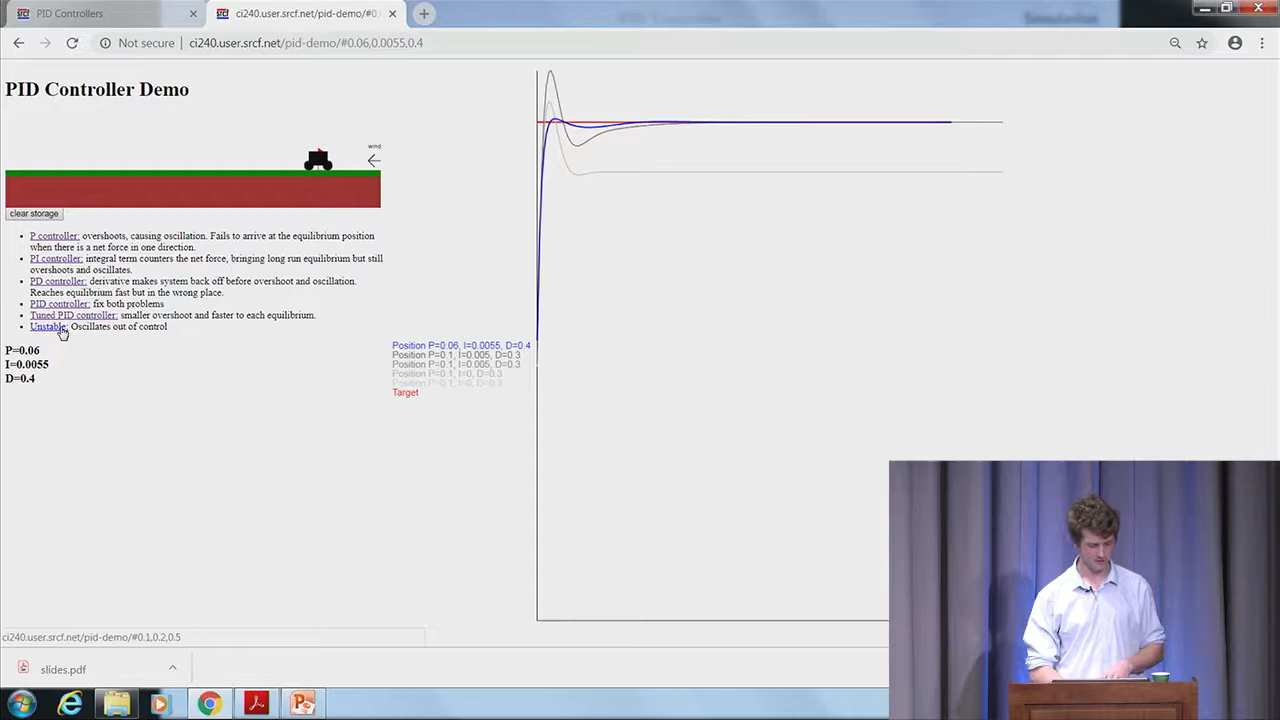 PID Controllers
ci240.user.srcf.net/pid-demo/#0.
Not secure
ci240.user.srcf.net/pid-demo/#0.06,0.0055,0.4
PID Controller Demo
wind
clear storage
P controller: overshoots, causing oscillation. Fails to arrive at the equilibrium position
when there is a net force in one direction.
PI controller: integral term counters the net force, bringing long run equilibrium but still
overshoots and oscillates.
PD controller: derivative makes system back off before overshoot and oscillation.
Reaches equilibrium fast but in the wrong place.
PID controller: fix both problems
Tuned PID controller: smaller overshoot and faster to each equilibrium.
Unstable: Oscillates out of control
P=0.06
I=0.0055
D=0.4
Position P=0.06, I=0.0055, D=0.4
Position P=0.1, I=0.005, D=0.3
Position P=0.1, I=0.005, D=0.3
Position P=0.1, I=0, D=0.3
Position P=0.1, I=0, D=0.3
Target
ci240.user.srcf.net/pid-demo/#0.1,0.2,0.5
slides.pdf